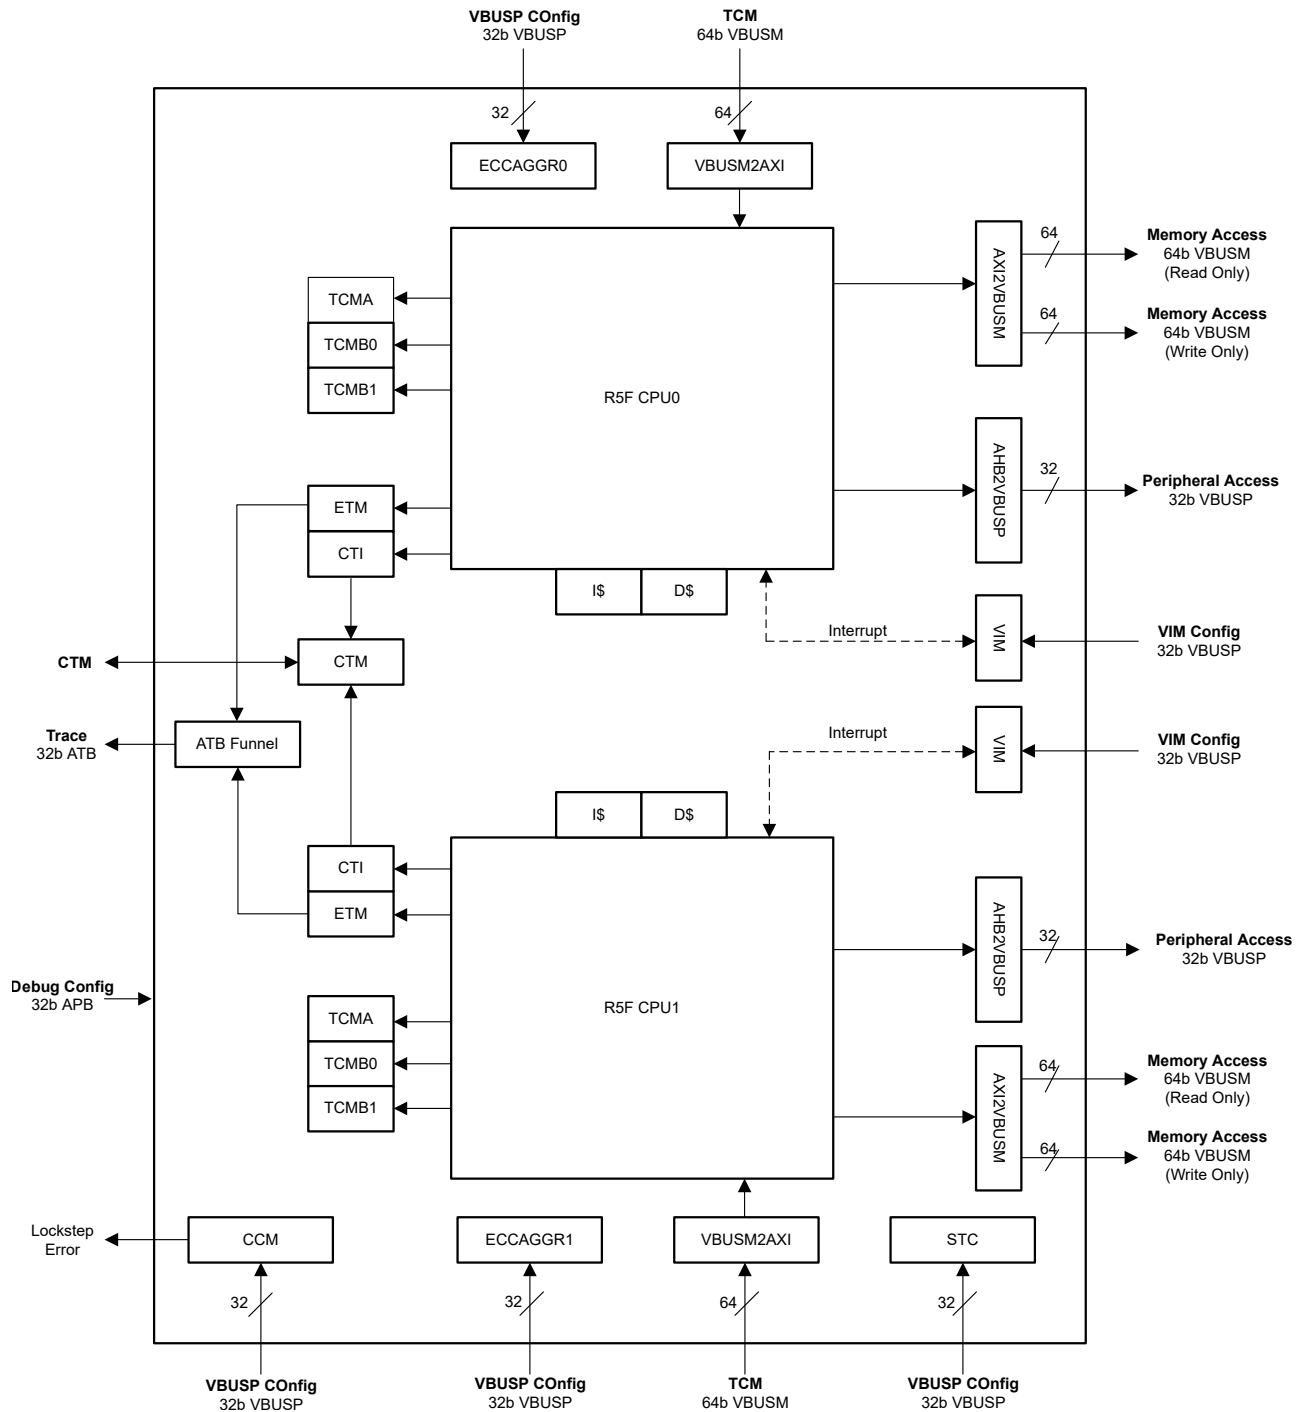 VBUSP COnfig
32b VBUSP
TCM
64b VBUSM
32
64
ECCAGGR0
VBUSM2AXI
TCMA
TCMB0
TCMB1
R5F CPU0
AXI2VBUSM
64
Memory Access
64b VBUSM
(Read Only)
64
Memory Access
64b VBUSM
(Write Only)
AHB2VBUSP
32
Peripheral Access
32b VBUSP
ETM
CTI
I$
D$
Interrupt
VIM
VIM Config
32b VBUSP
CTM
CTM
Trace
32b ATB
ATB Funnel
Interrupt
VIM
VIM Config
32b VBUSP
I$
D$
CTI
ETM
AHB2VBUSP
32
Peripheral Access
32b VBUSP
Debug Config
32b APB
R5F CPU1
TCMA
TCMB0
TCMB1
AXI2VBUSM
64
Memory Access
64b VBUSM
(Read Only)
64
Memory Access
64b VBUSM
(Write Only)
Lockstep
Error
CCM
ECCAGGR1
VBUSM2AXI
STC
32
32
64
32
VBUSP COnfig
32b VBUSP
VBUSP COnfig
32b VBUSP
TCM
64b VBUSM
VBUSP COnfig
32b VBUSP